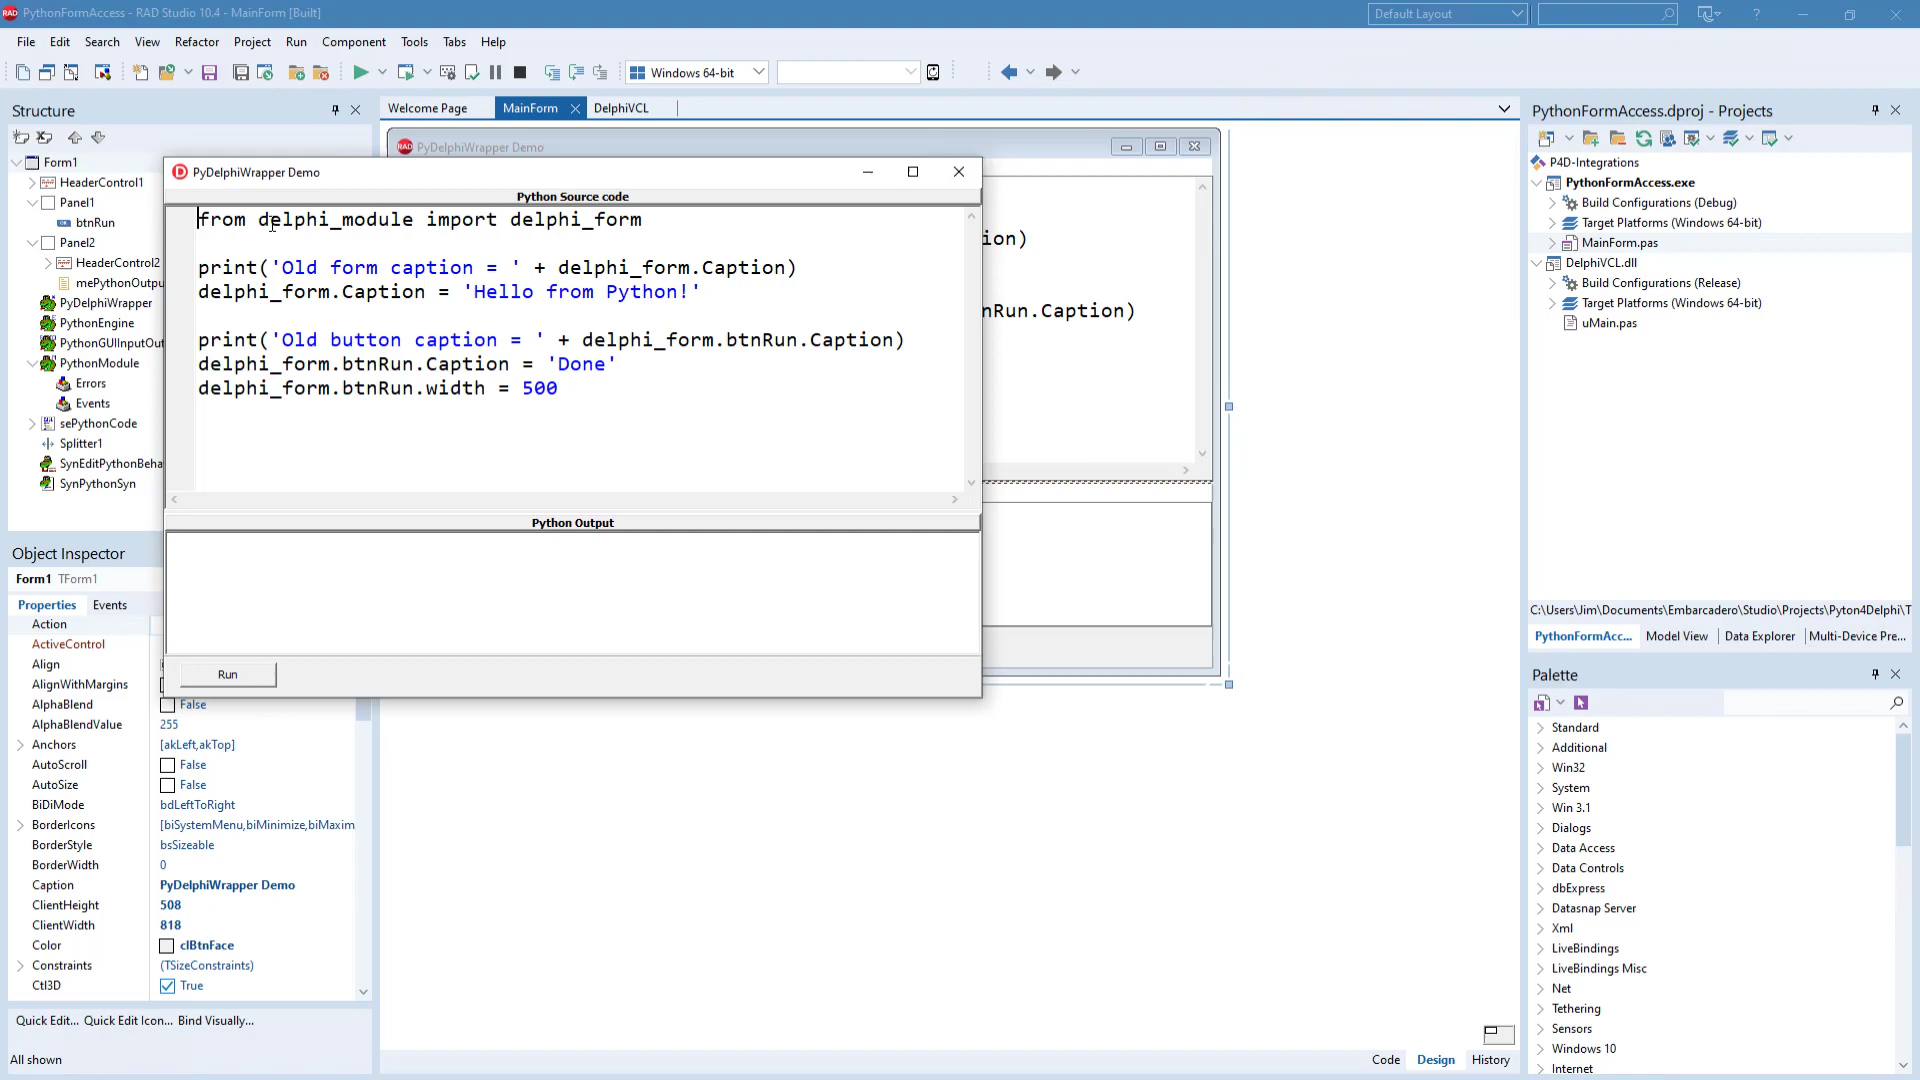 PythonFormAccess - RAD Studio 10.4 - MainForm [Built]
Default Layout
File Edit Search View Refactor Project Run Component Tools Tabs Help
Windows 64-bit
Structure
Form1
HeaderControl1
Panel1
btnRun
Panel2
HeaderControl2
mePythonOutpu
PyDelphiWrapper
PythonEngine
PythonGUIInputOut
PythonModule
Errors
Events
sePythonCode
Splitter1
SynEditPythonBeha
SynPythonSyn
Object Inspector
Form1 TForm1
Properties Events
Action
ActiveControl
Align
AlignWithMargins
AlphaBlend False
AlphaBlendValue 255
Anchors [akLeft,akTop]
AutoScroll False
AutoSize False
BiDiMode bdLeftToRight
BorderIcons [biSystemMenu,biMinimize,biMaxim
BorderStyle bsSizeable
BorderWidth 0
Caption PyDelphiWrapper Demo
ClientHeight 508
ClientWidth 818
Color clBtnFace
Constraints (TSizeConstraints)
Ctl3D True
Quick Edit... Quick Edit Icon... Bind Visually...
All shown
Welcome Page MainForm DelphiVCL
PyDelphiWrapper Demo
ion)
nRun.Caption)
PyDelphiWrapper Demo
Python Source code
from delphi_module import delphi_form
print('Old form caption = ' + delphi_form.Caption)
delphi_form.Caption = 'Hello from Python!'
print('Old button caption = ' + delphi_form.btnRun.Caption)
delphi_form.btnRun.Caption = 'Done'
delphi_form.btnRun.width = 500
Python Output
Run
Code Design History
PythonFormAccess.dproj - Projects
P4D-Integrations
PythonFormAccess.exe
Build Configurations (Debug)
Target Platforms (Windows 64-bit)
MainForm.pas
DelphiVCL.dll
Build Configurations (Release)
Target Platforms (Windows 64-bit)
uMain.pas
C:\Users\Jim\Documents\Embarcadero\Studio\Projects\Pyton4Delphi\T
PythonFormAcc... Model View Data Explorer Multi-Device Pre...
Palette
Standard
Additional
Win32
System
Win 3.1
Dialogs
Data Access
Data Controls
dbExpress
Datasnap Server
Xml
LiveBindings
LiveBindings Misc
Net
Tethering
Sensors
Windows 10
Internet